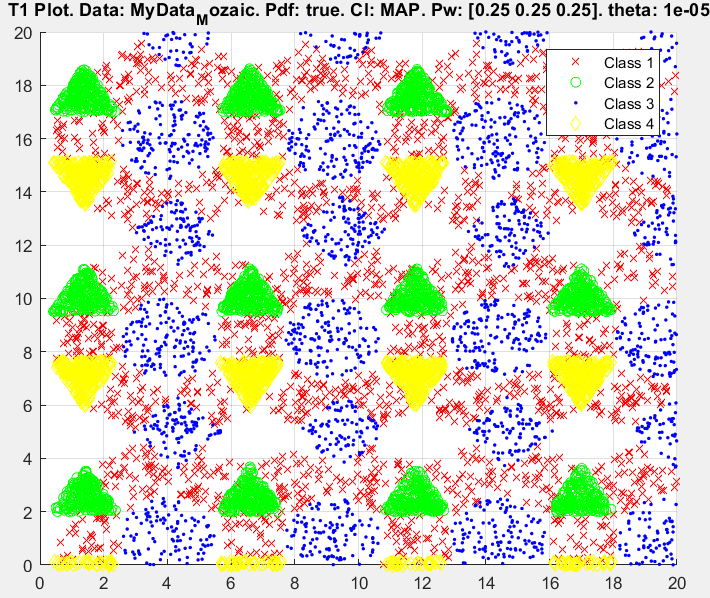 T1 Plot. Data: MyData_Mozaic. Pdf: true. Cl: MAP. Pw: [0.25 0.25 0.25]. theta: 1e-05
20
18
16
14
12
10
8
6
4
2
0
Class 1
Class 2
Class 3
Class 4
0 2 4 6 8 10 12 14 16 18 20